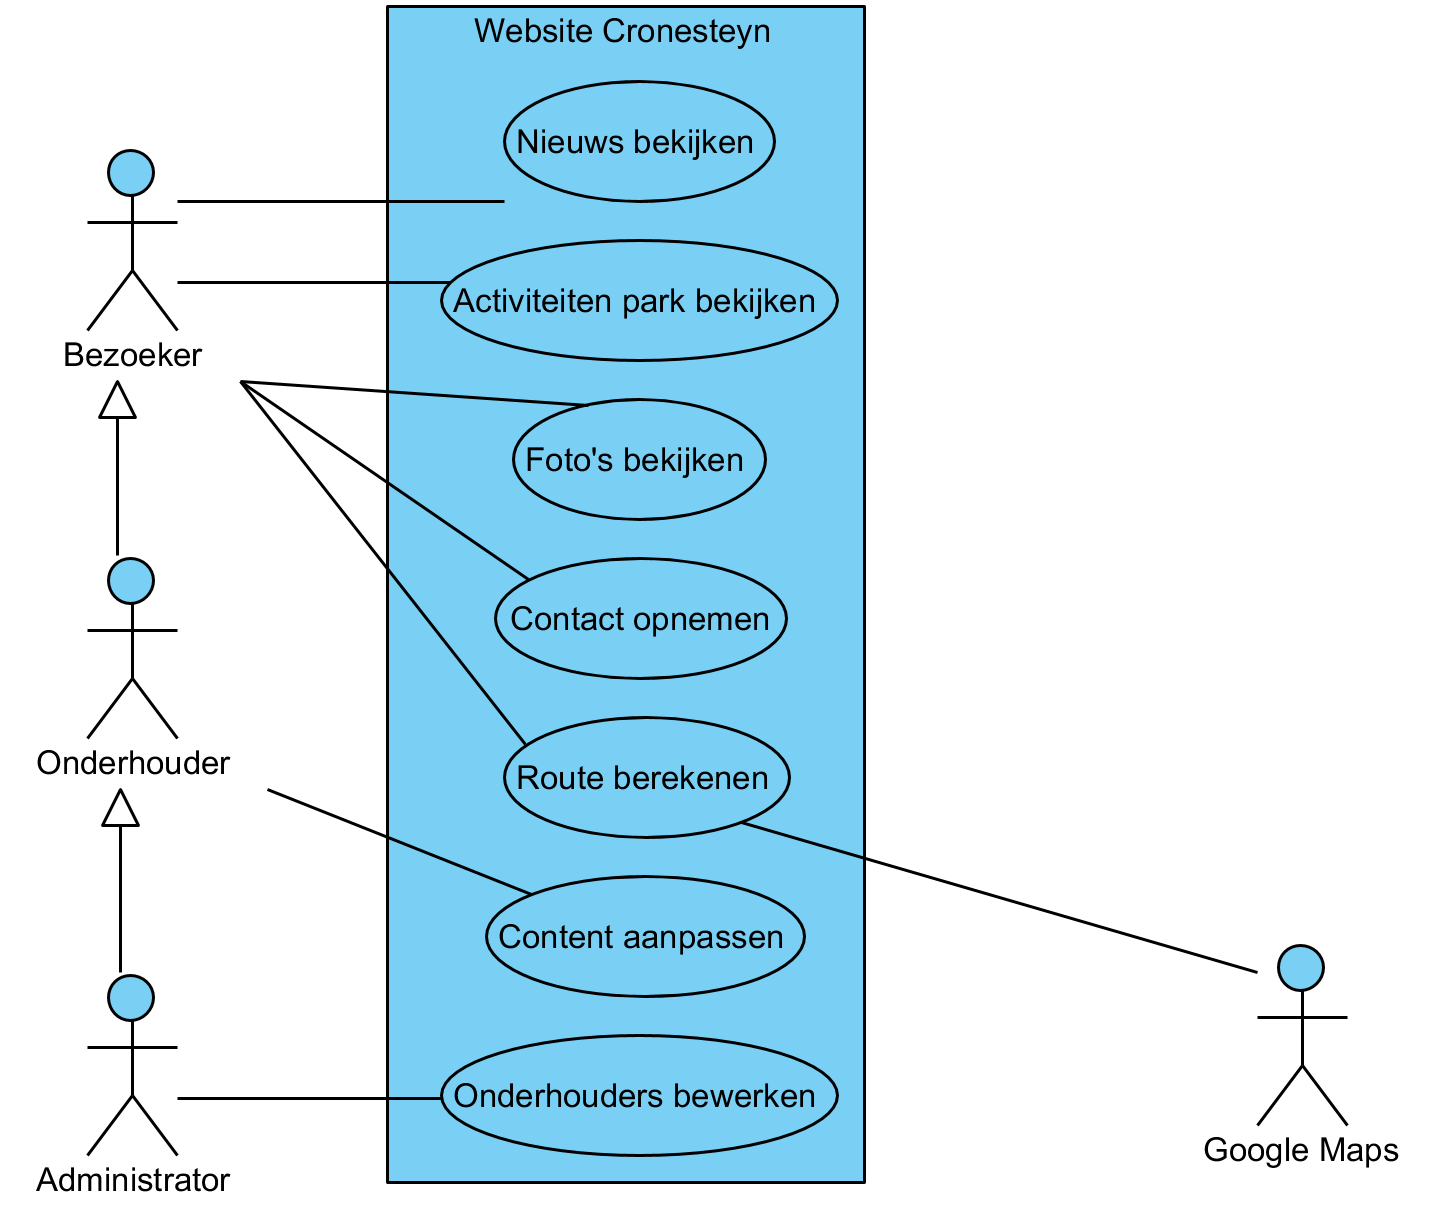 Website Cronesteyn
Nieuws bekijken
Activiteiten park bekijken
Bezoeker
Foto's bekijken
Contact opnemen
Onderhouder
Route berekenen
Content aanpassen
Onderhouders bewerken
Google Maps
Administrator